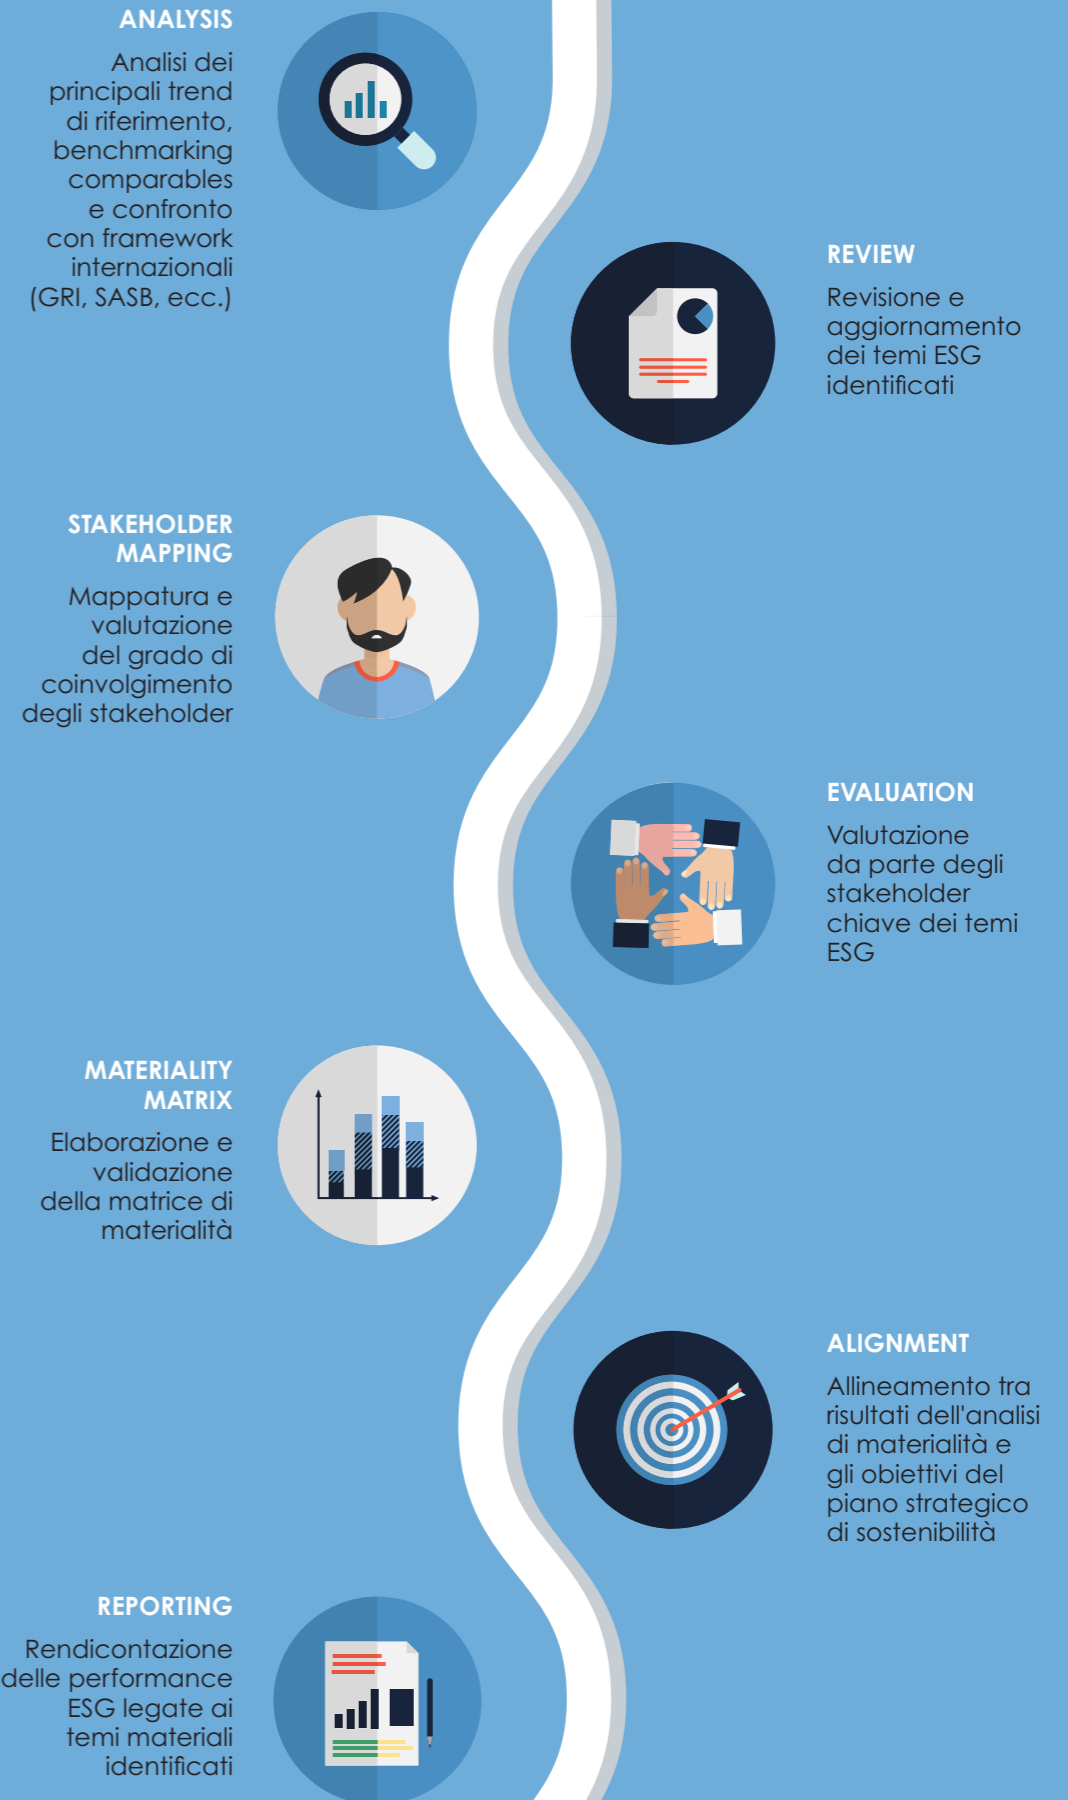 ANALYSIS
Analisi dei
principali trend
di riferimento,
benchmarking
comparables
e confronto
con framework
internazionali
(GRI, SASB, ecc.)
REVIEW
Revisione e
aggiornamento
dei temi ESG
identificati
STAKEHOLDER
MAPPING
Mappatura e
valutazione
del grado di
coinvolgimento
degli stakeholder
EVALUATION
Valutazione
da parte degli
stakeholder
chiave dei temi
ESG
MATERIALITY
MATRIX
Elaborazione e
validazione
della matrice di
materialità
ALIGNMENT
Allineamento tra
risultati dell'analisi
di materialità e
gli obiettivi del
piano strategico
di sostenibilità
REPORTING
Rendicontazione
delle performance
ESG legate ai
temi materiali
identificati